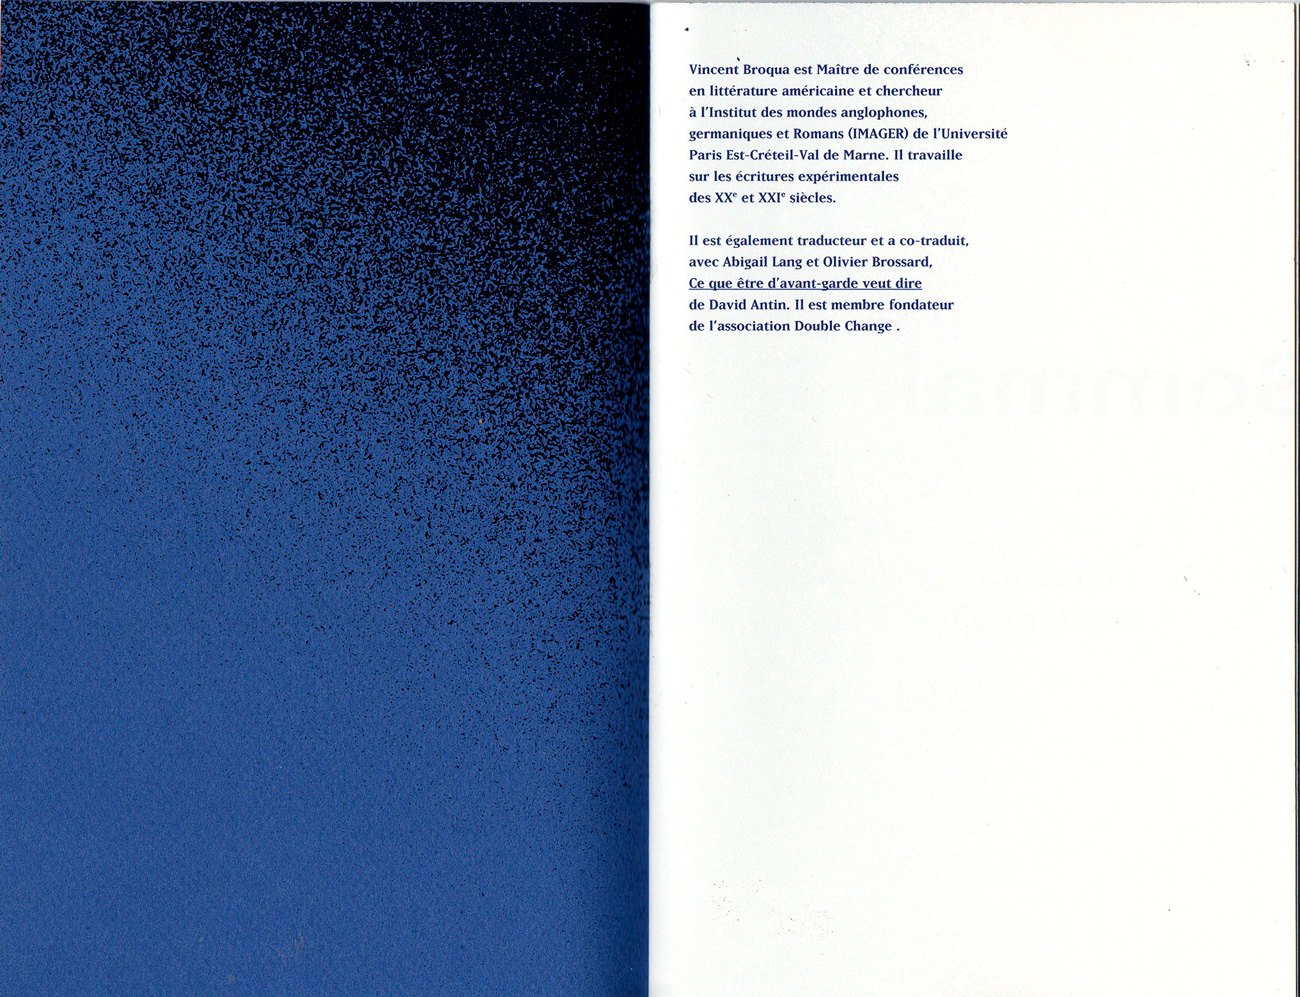 Vincent Broqua est Maître de conférences
en littérature américaine et chercheur
à l'Institut des mondes anglophones,
germaniques et Romans (IMAGER) de l'Université
Paris Est-Créteil-Val de Marne. Il travaille
sur les écritures expérimentales
des XXe et XXIe siècles.
Il est également traducteur et a co-traduit,
avec Abigail Lang et Olivier Brossard,
Ce que être d'avant-garde veut dire
de David Antin. Il est membre fondateur
de l'association Double Change .